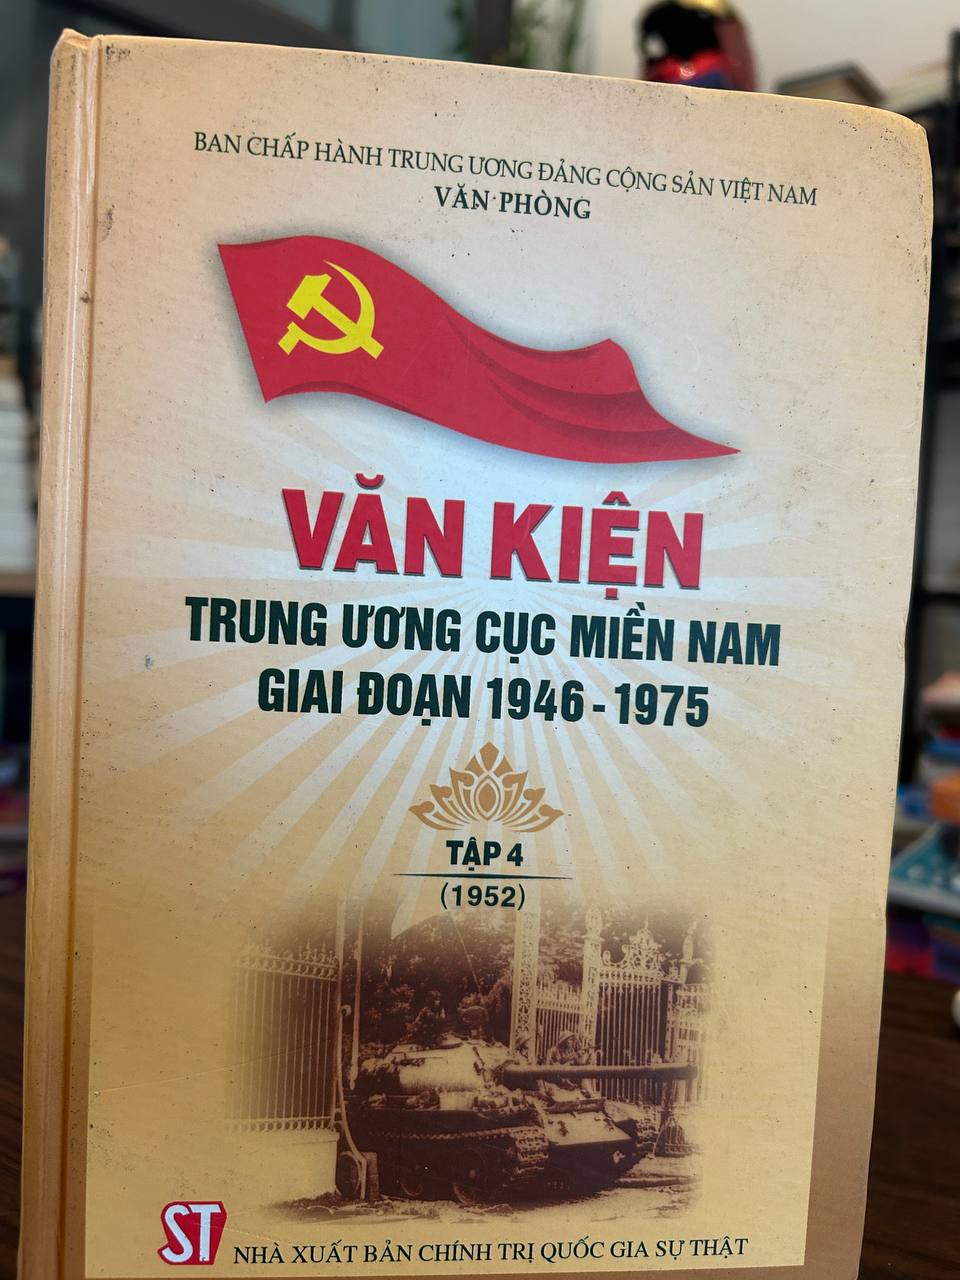 BAN CHẤP HÀNH TRUNG ƯƠNG ĐẢNG CỘNG SẢN VIỆT NAM
VĂN PHÒNG
VĂN KIỆN
TRUNG ƯƠNG CỤC MIỀN NAM
GIAI ĐOẠN 1946 - 1975
TẬP 4
(1952)
ST
NHÀ XUẤT BẢN CHÍNH TRỊ QUỐC GIA SỰ THẬT